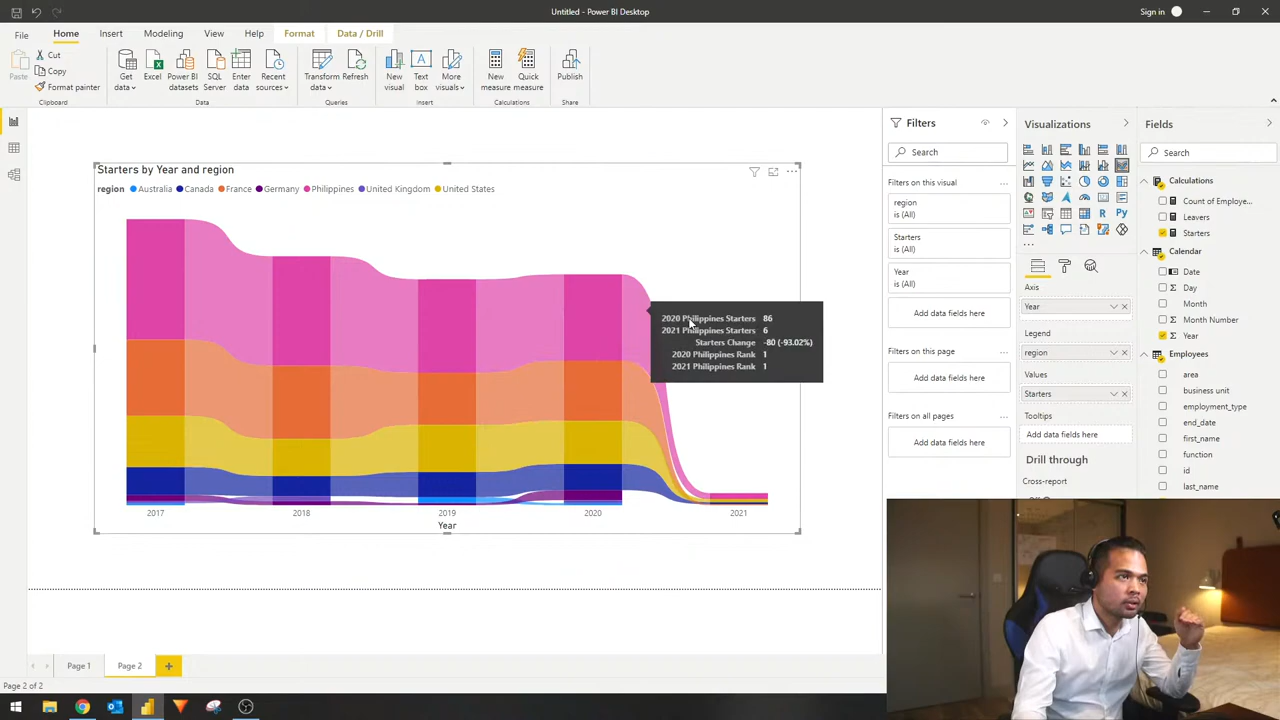 Untitled - Power BI Desktop
Sign in
File
Home
Insert
Modeling
View
Help
Format
Data / Drill
Paste
Cut
Copy
Format painter
Clipboard
Get data
Excel
Power BI datasets
SQL Server
Enter data
Recent sources
Data
Transform data
Refresh
Queries
New visual
Text box
More visuals
Insert
New measure
Quick measure
Calculations
Publish
Share
Starters by Year and region
region Australia Canada France Germany Philippines United Kingdom United States
2020 Philippines Starters 86
2021 Philippines Starters 6
Starters Change -80 (-93.02%)
2020 Philippines Rank 1
2021 Philippines Rank 1
2017 2018 2019 2020 2021
Year
Filters
Search
Filters on this visual ...
region
is (All)
Starters
is (All)
Year
is (All)
Add data fields here
Filters on this page ...
Add data fields here
Filters on all pages ...
Add data fields here
Visualizations
R
Py
...
Axis
Year
Legend
region
Values
Starters
Tooltips
Add data fields here
Drill through
Cross-report
Fields
Search
Calculations
Count of Employe...
Leavers
Starters
Calendar
Date
Day
Month
Month Number
Year
Employees
area
business unit
employment_type
end_date
first_name
function
id
last_name
Page 1
Page 2
Page 2 of 2